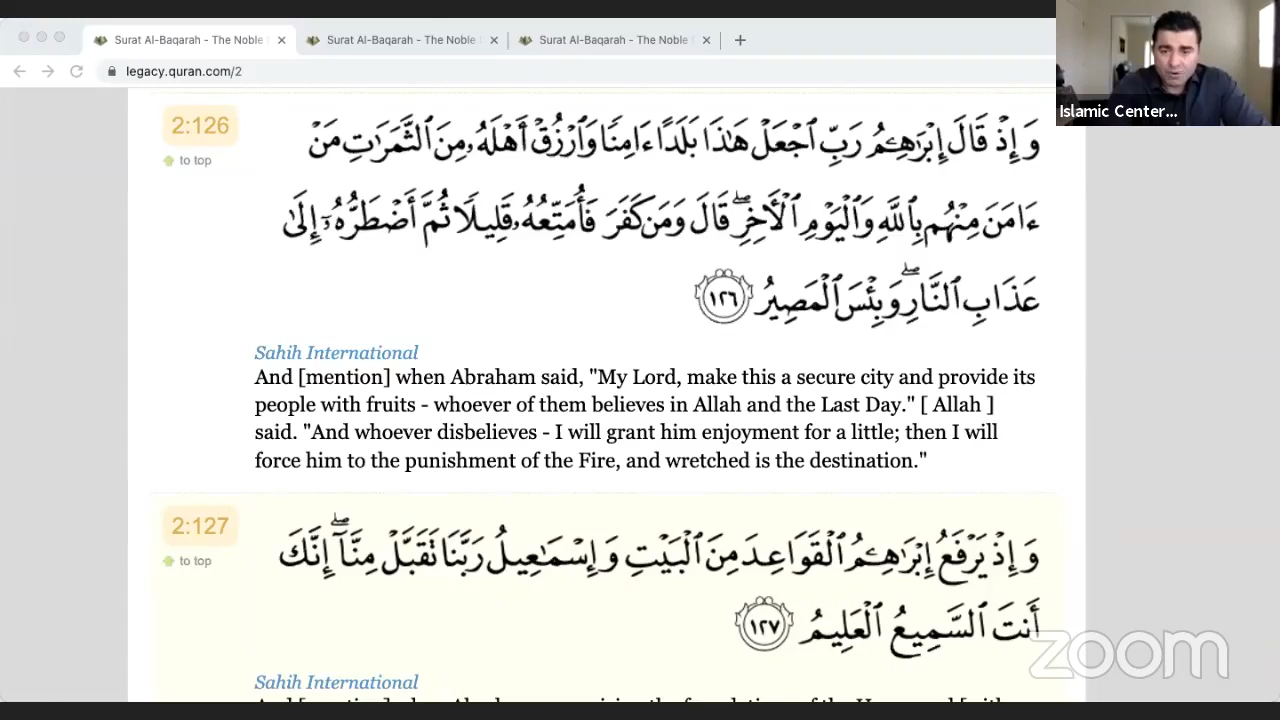 Surat Al-Baqarah - The Noble
Surat Al-Baqarah - The Noble
Surat Al-Baqarah - The Noble
legacy.quran.com/2
Islamic Center...
2:126
to top
وَإِذْ قَالَ إِبْرَٰهِـۧمُ رَبِّ ٱجْعَلْ هَـٰذَا بَلَدًا ءَامِنًا وَٱرْزُقْ أَهْلَهُۥ مِنَ ٱلثَّمَرَٰتِ مَنْ
ءَامَنَ مِنْهُم بِٱللَّهِ وَٱلْيَوْمِ ٱلْـَٔاخِرِ ۖ قَالَ وَمَن كَفَرَ فَأُمَتِّعُهُۥ قَلِيلًا ثُمَّ أَضْطَرُّهُۥٓ إِلَىٰ
عَذَابِ ٱلنَّارِ ۖ وَبِئْسَ ٱلْمَصِيرُ ١٢٦
Sahih International
And [mention] when Abraham said, "My Lord, make this a secure city and provide its
people with fruits - whoever of them believes in Allah and the Last Day." [ Allah ]
said. "And whoever disbelieves - I will grant him enjoyment for a little; then I will
force him to the punishment of the Fire, and wretched is the destination."
2:127
to top
وَإِذْ يَرْفَعُ إِبْرَٰهِـۧمُ ٱلْقَوَاعِدَ مِنَ ٱلْبَيْتِ وَإِسْمَـٰعِيلُ رَبَّنَا تَقَبَّلْ مِنَّآ ۖ إِنَّكَ
أَنتَ ٱلسَّمِيعُ ٱلْعَلِيمُ ١٢٧
zoom
Sahih International